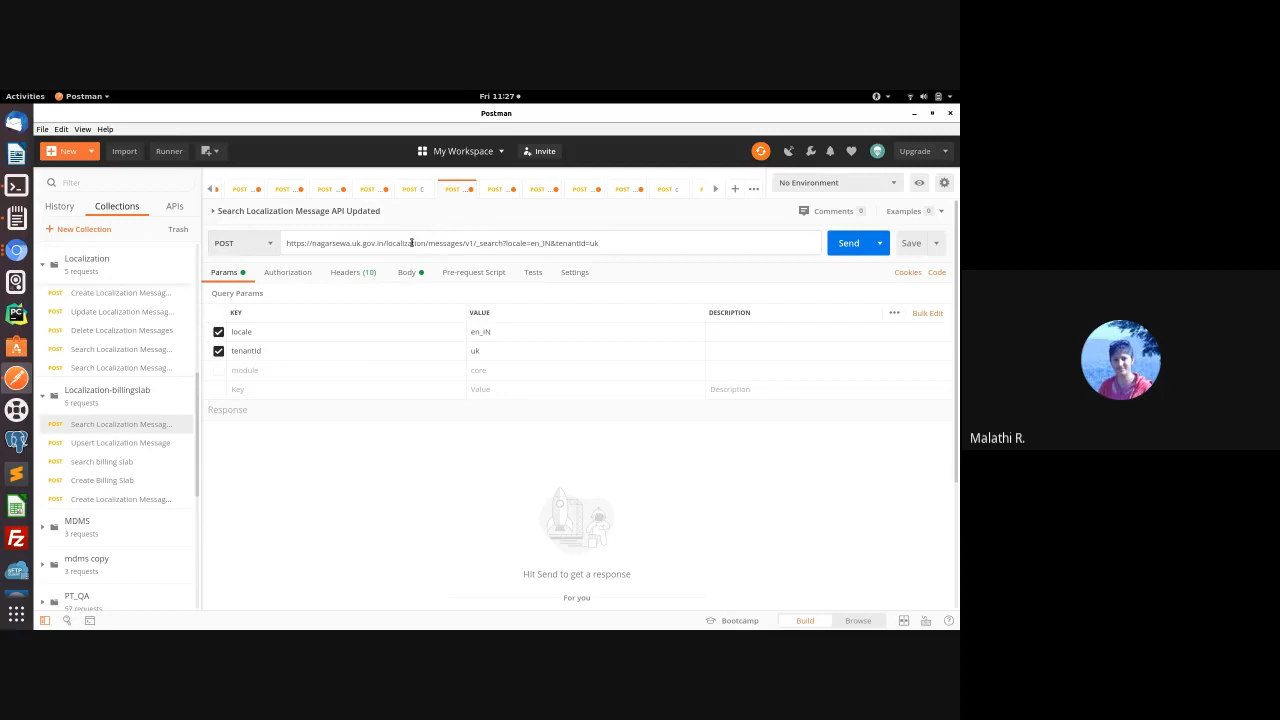 Activities Postman Fri 11:27
Postman
File Edit View Help
New Import Runner My Workspace Invite Upgrade
Filter
History Collections APIs
New Collection Trash
Localization
5 requests
POST Create Localization Messag...
POST Update Localization Messag...
POST Delete Localization Messages
POST Search Localization Messag...
POST Search Localization Messag...
Localization-billingslab
5 requests
POST Search Localization Messag...
POST Upsert Localization Message
POST search billing slab
POST Create Billing Slab
POST Create Localization Messag...
MDMS
3 requests
mdms copy
3 requests
PT_QA
57 requests
POST ... POST ... POST ... POST ... POST C POST ... POST ... POST ... POST ... POST ... POST c
No Environment
Search Localization Message API Updated
Comments 0 Examples 0
POST https://nagarsewa.uk.gov.in/localization/messages/v1/_search?locale=en_IN&tenantId=uk Send Save
Params Authorization Headers (10) Body Pre-request Script Tests Settings Cookies Code
Query Params
KEY VALUE DESCRIPTION Bulk Edit
locale en_IN
tenantId uk
module core
Key Value Description
Response
Hit Send to get a response
For you
Bootcamp Build Browse
Malathi R.